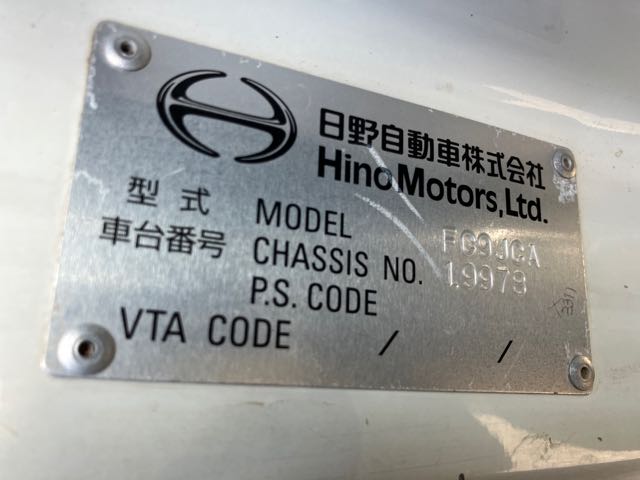 日野自動車株式会社
Hino Motors, Ltd.
型式 MODEL FC9JCA
車台番号 CHASSIS NO. 19979
P.S. CODE
VTA CODE / /